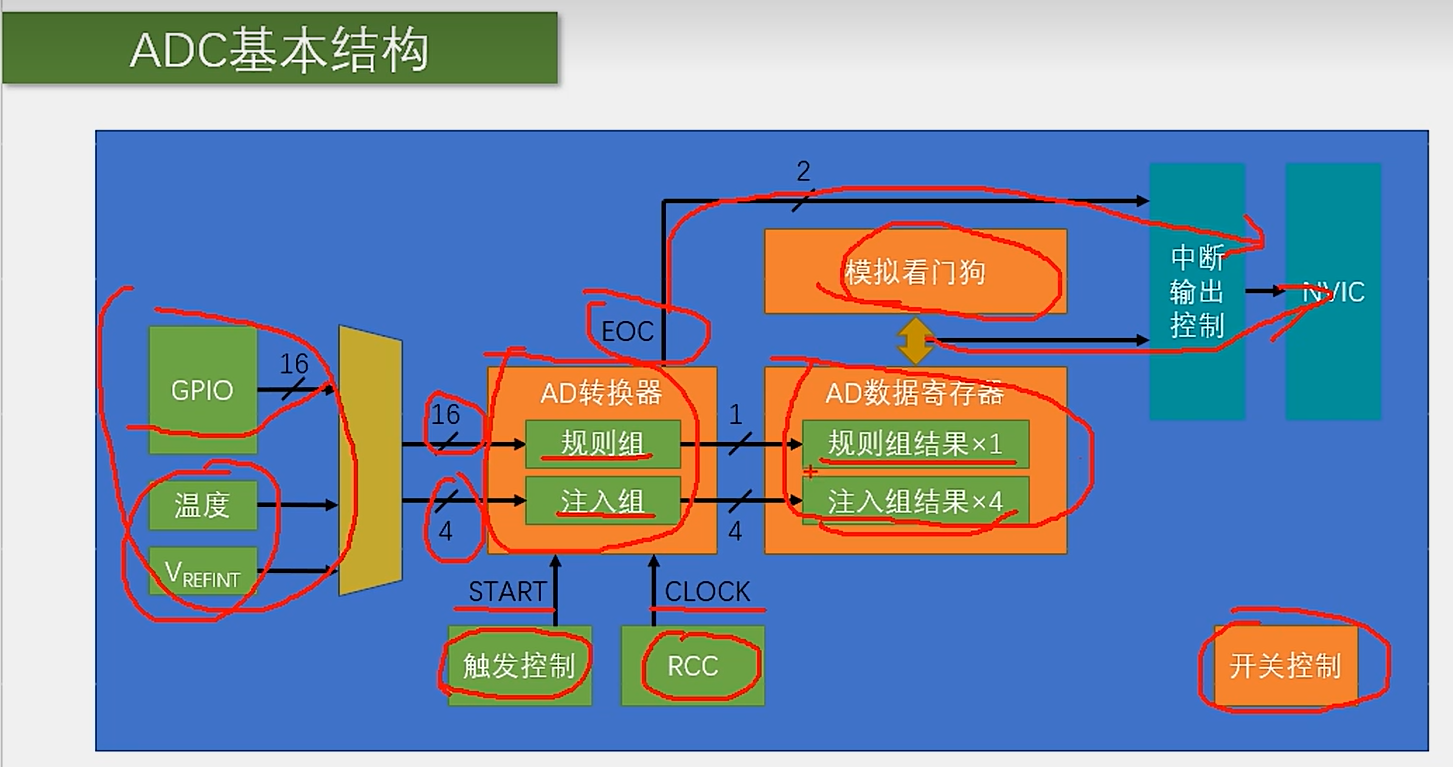 ADC基本结构
2
模拟看门狗
中断
输出
控制
NVIC
EOC
GPIO
16
16
AD转换器
1
AD数据寄存器
规则组
规则组结果×1
温度
注入组
注入组结果×4
4
4
VREFINT
START
CLOCK
触发控制
RCC
开关控制